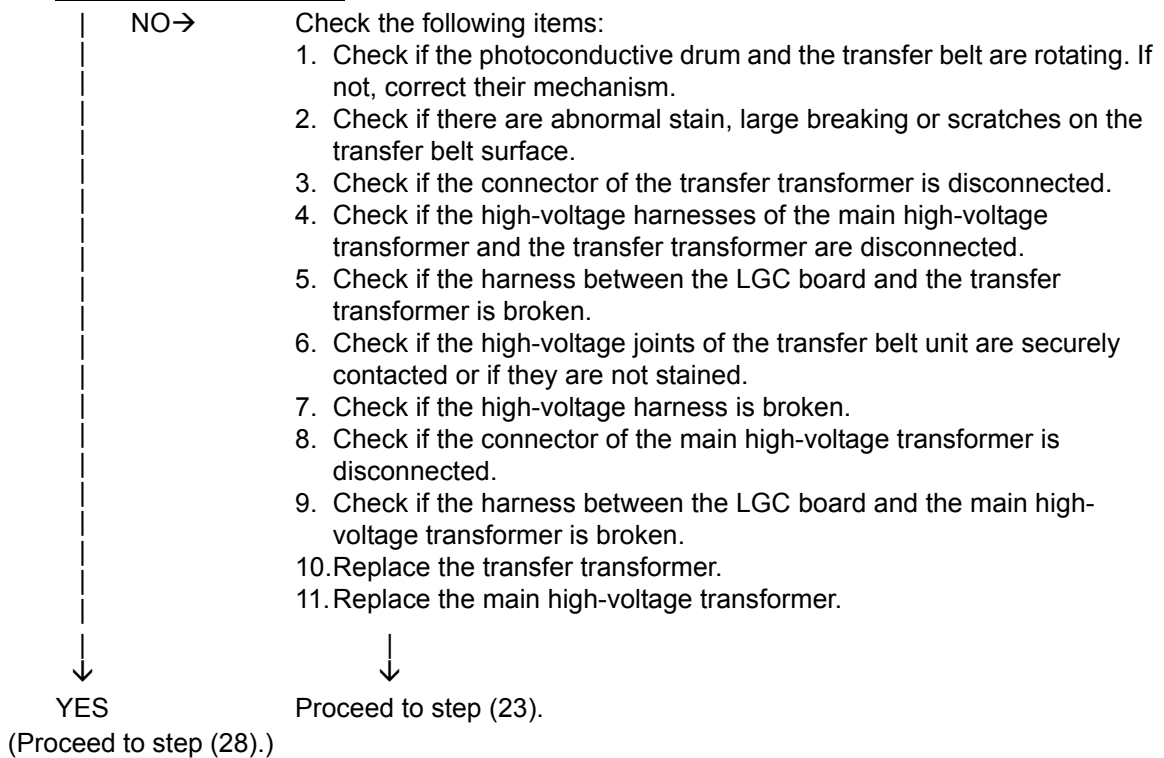 NO→ Check the following items:
1. Check if the photoconductive drum and the transfer belt are rotating. If
not, correct their mechanism.
2. Check if there are abnormal stain, large breaking or scratches on the
transfer belt surface.
3. Check if the connector of the transfer transformer is disconnected.
4. Check if the high-voltage harnesses of the main high-voltage
transformer and the transfer transformer are disconnected.
5. Check if the harness between the LGC board and the transfer
transformer is broken.
6. Check if the high-voltage joints of the transfer belt unit are securely
contacted or if they are not stained.
7. Check if the high-voltage harness is broken.
8. Check if the connector of the main high-voltage transformer is
disconnected.
9. Check if the harness between the LGC board and the main high-
voltage transformer is broken.
10.Replace the transfer transformer.
11.Replace the main high-voltage transformer.
YES Proceed to step (23).
(Proceed to step (28).)